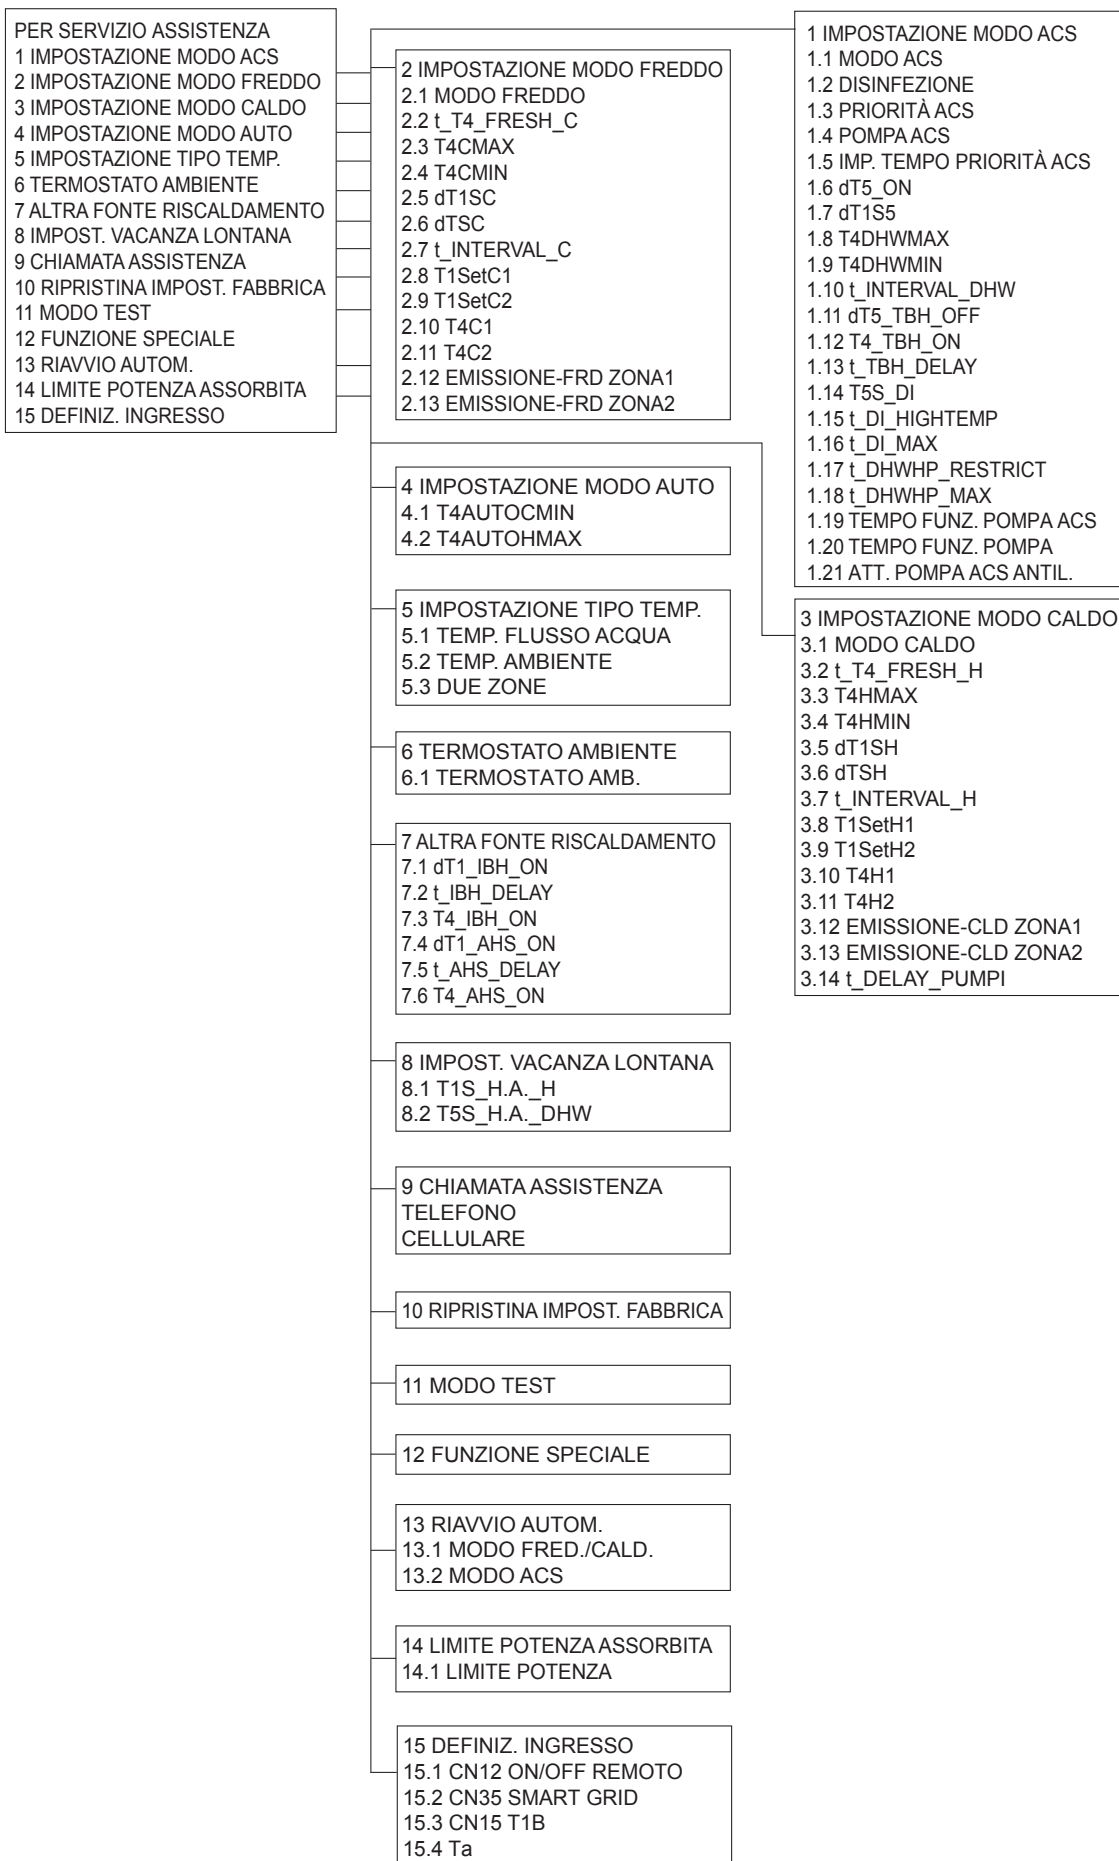 PER SERVIZIO ASSISTENZA
1 IMPOSTAZIONE MODO ACS
2 IMPOSTAZIONE MODO FREDDO
3 IMPOSTAZIONE MODO CALDO
4 IMPOSTAZIONE MODO AUTO
5 IMPOSTAZIONE TIPO TEMP.
6 TERMOSTATO AMBIENTE
7 ALTRA FONTE RISCALDAMENTO
8 IMPOST. VACANZA LONTANA
9 CHIAMATA ASSISTENZA
10 RIPRISTINA IMPOST. FABBRICA
11 MODO TEST
12 FUNZIONE SPECIALE
13 RIAVVIO AUTOM.
14 LIMITE POTENZA ASSORBITA
15 DEFINIZ. INGRESSO
2 IMPOSTAZIONE MODO FREDDO
2.1 MODO FREDDO
2.2 t_T4_FRESH_C
2.3 T4CMAX
2.4 T4CMIN
2.5 dT1SC
2.6 dTSC
2.7 t_INTERVAL_C
2.8 T1SetC1
2.9 T1SetC2
2.10 T4C1
2.11 T4C2
2.12 EMISSIONE-FRD ZONA1
2.13 EMISSIONE-FRD ZONA2
4 IMPOSTAZIONE MODO AUTO
4.1 T4AUTOCMIN
4.2 T4AUTOHMAX
5 IMPOSTAZIONE TIPO TEMP.
5.1 TEMP. FLUSSO ACQUA
5.2 TEMP. AMBIENTE
5.3 DUE ZONE
6 TERMOSTATO AMBIENTE
6.1 TERMOSTATO AMB.
7 ALTRA FONTE RISCALDAMENTO
7.1 dT1_IBH_ON
7.2 t_IBH_DELAY
7.3 T4_IBH_ON
7.4 dT1_AHS_ON
7.5 t_AHS_DELAY
7.6 T4_AHS_ON
8 IMPOST. VACANZA LONTANA
8.1 T1S_H.A._H
8.2 T5S_H.A._DHW
9 CHIAMATA ASSISTENZA
TELEFONO
CELLULARE
10 RIPRISTINA IMPOST. FABBRICA
11 MODO TEST
12 FUNZIONE SPECIALE
13 RIAVVIO AUTOM.
13.1 MODO FRED./CALD.
13.2 MODO ACS
14 LIMITE POTENZA ASSORBITA
14.1 LIMITE POTENZA
15 DEFINIZ. INGRESSO
15.1 CN12 ON/OFF REMOTO
15.2 CN35 SMART GRID
15.3 CN15 T1B
15.4 Ta
1 IMPOSTAZIONE MODO ACS
1.1 MODO ACS
1.2 DISINFEZIONE
1.3 PRIORITÀ ACS
1.4 POMPA ACS
1.5 IMP. TEMPO PRIORITÀ ACS
1.6 dT5_ON
1.7 dT1S5
1.8 T4DHWMAX
1.9 T4DHWMIN
1.10 t_INTERVAL_DHW
1.11 dT5_TBH_OFF
1.12 T4_TBH_ON
1.13 t_TBH_DELAY
1.14 T5S_DI
1.15 t_DI_HIGHTEMP
1.16 t_DI_MAX
1.17 t_DHWHP_RESTRICT
1.18 t_DHWHP_MAX
1.19 TEMPO FUNZ. POMPA ACS
1.20 TEMPO FUNZ. POMPA
1.21 ATT. POMPA ACS ANTIL.
3 IMPOSTAZIONE MODO CALDO
3.1 MODO CALDO
3.2 t_T4_FRESH_H
3.3 T4HMAX
3.4 T4HMIN
3.5 dT1SH
3.6 dTSH
3.7 t_INTERVAL_H
3.8 T1SetH1
3.9 T1SetH2
3.10 T4H1
3.11 T4H2
3.12 EMISSIONE-CLD ZONA1
3.13 EMISSIONE-CLD ZONA2
3.14 t_DELAY_PUMPI